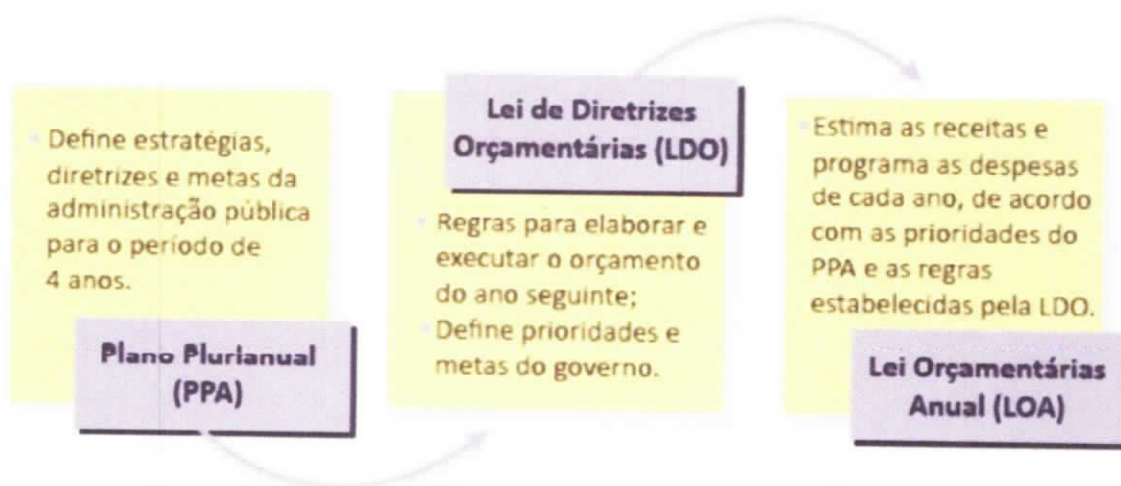 Define estratégias,
diretrizes e metas da
administração pública
para o período de
4 anos.
Plano Plurianual
(PPA)
Lei de Diretrizes
Orçamentárias (LDO)
Regras para elaborar e
executar o orçamento
do ano seguinte;
Define prioridades e
metas do governo.
Estima as receitas e
programa as despesas
de cada ano, de acordo
com as prioridades do
PPA e as regras
estabelecidas pela LDO.
Lei Orçamentárias
Anual (LOA)